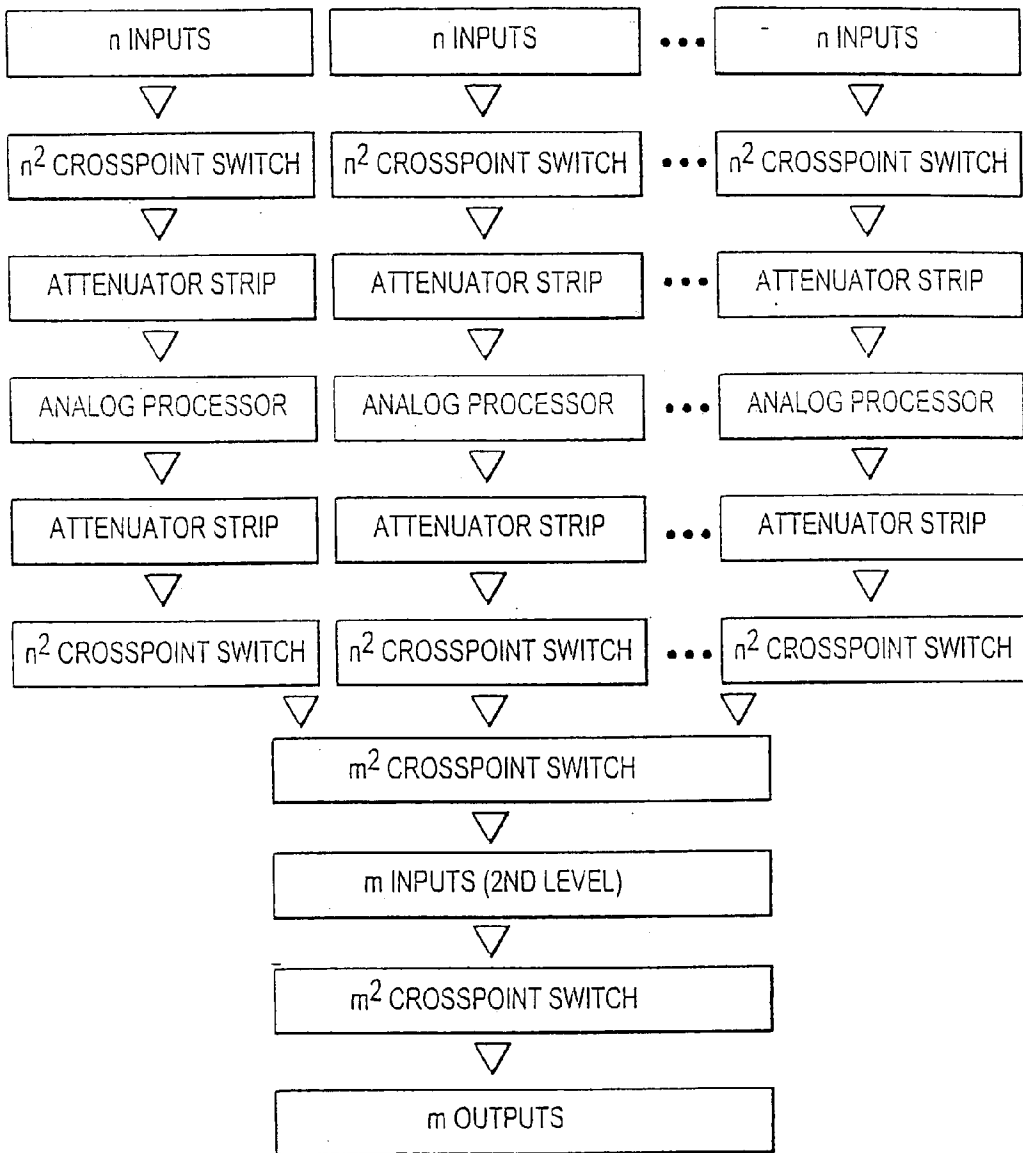 n INPUTS n INPUTS ••• n INPUTS
n² CROSSPOINT SWITCH n² CROSSPOINT SWITCH ••• n² CROSSPOINT SWITCH
ATTENUATOR STRIP ATTENUATOR STRIP ••• ATTENUATOR STRIP
ANALOG PROCESSOR ANALOG PROCESSOR ••• ANALOG PROCESSOR
ATTENUATOR STRIP ATTENUATOR STRIP ••• ATTENUATOR STRIP
n² CROSSPOINT SWITCH n² CROSSPOINT SWITCH ••• n² CROSSPOINT SWITCH
m² CROSSPOINT SWITCH
m INPUTS (2ND LEVEL)
m² CROSSPOINT SWITCH
m OUTPUTS